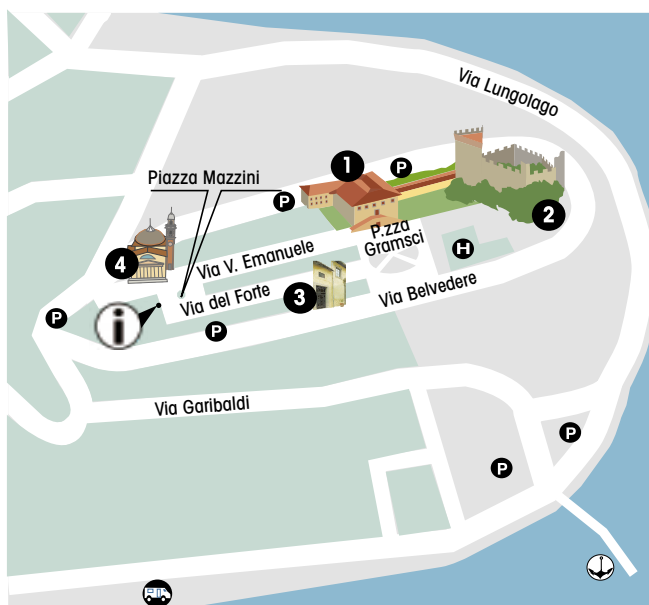 Via Lungolago
1
P
Piazza Mazzini
P
2
P.zza
Gramsci
H
4
Via V. Emanuele
3
Via del Forte
Via Belvedere
P
i
P
Via Garibaldi
P
P